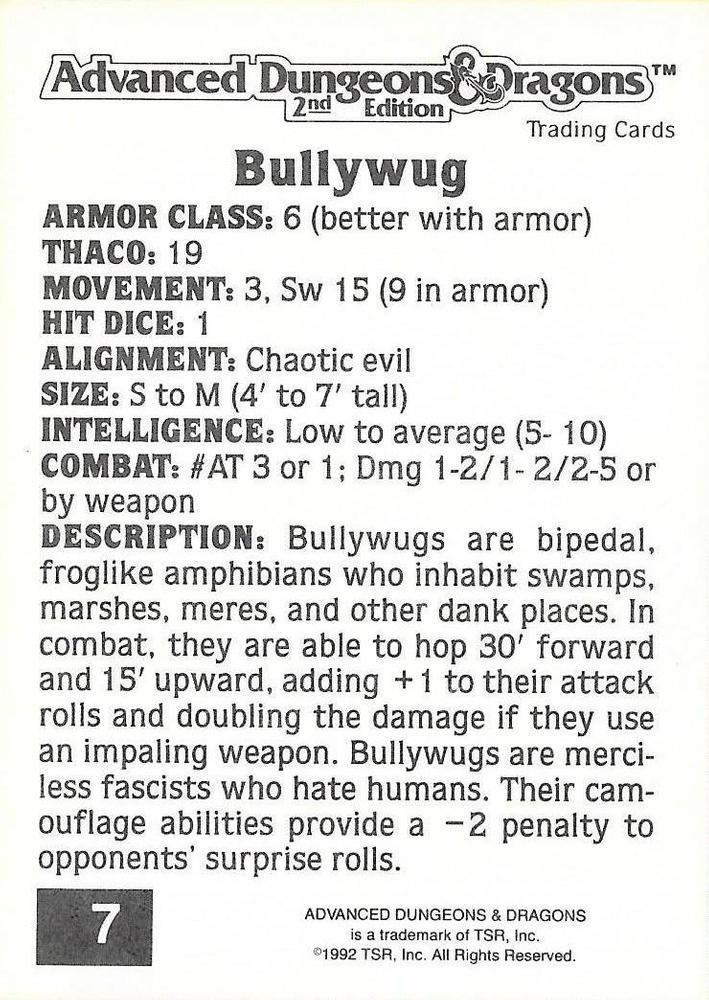 Advanced Dungeons & Dragons™
2nd Edition
Trading Cards
Bullywug
ARMOR CLASS: 6 (better with armor)
THACO: 19
MOVEMENT: 3, Sw 15 (9 in armor)
HIT DICE: 1
ALIGNMENT: Chaotic evil
SIZE: S to M (4' to 7' tall)
INTELLIGENCE: Low to average (5- 10)
COMBAT: #AT 3 or 1; Dmg 1-2/1- 2/2-5 or
by weapon
DESCRIPTION: Bullywugs are bipedal,
froglike amphibians who inhabit swamps,
marshes, meres, and other dank places. In
combat, they are able to hop 30' forward
and 15' upward, adding +1 to their attack
rolls and doubling the damage if they use
an impaling weapon. Bullywugs are merci-
less fascists who hate humans. Their cam-
ouflage abilities provide a −2 penalty to
opponents' surprise rolls.
7
ADVANCED DUNGEONS & DRAGONS
is a trademark of TSR, Inc.
©1992 TSR, Inc. All Rights Reserved.